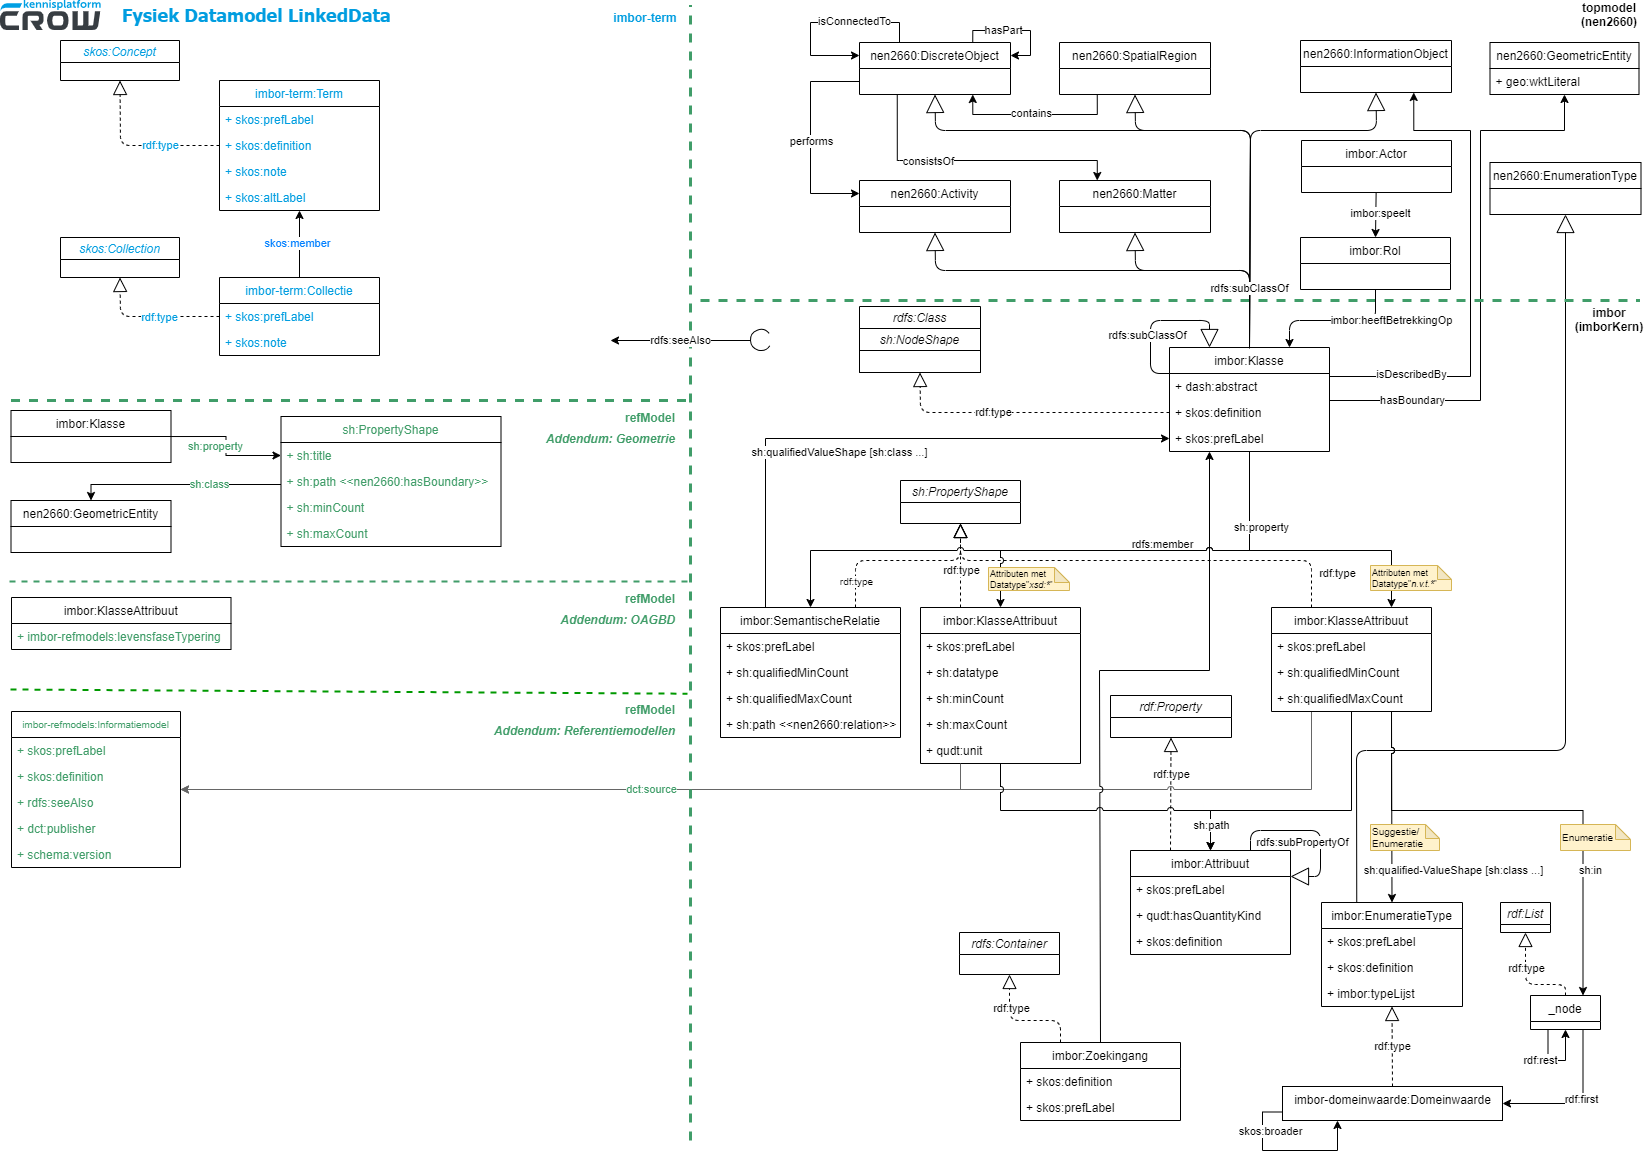 kennisplatform
CROW
Fysiek Datamodel LinkedData
imbor-term
skos:Concept
imbor-term:Term
+ skos:prefLabel
+ skos:definition
+ skos:note
+ skos:altLabel
rdf:type
skos:member
skos:Collection
imbor-term:Collectie
+ skos:prefLabel
+ skos:note
rdf:type
rdfs:seeAlso
topmodel
(nen2660)
isConnectedTo
hasPart
nen2660:DiscreteObject
nen2660:SpatialRegion
nen2660:InformationObject
nen2660:GeometricEntity
+ geo:wktLiteral
contains
performs
consistsOf
imbor:Actor
nen2660:EnumerationType
nen2660:Activity
nen2660:Matter
imbor:speelt
imbor:Rol
rdfs:subClassOf
imbor
(imborKern)
imbor:heeftBetrekkingOp
rdfs:Class
sh:NodeShape
rdfs:subClassOf
imbor:Klasse
+ dash:abstract
+ skos:definition
+ skos:prefLabel
isDescribedBy
hasBoundary
rdf:type
refModel
Addendum: Geometrie
imbor:Klasse
sh:property
sh:PropertyShape
+ sh:title
+ sh:path <<nen2660:hasBoundary>>
+ sh:minCount
+ sh:maxCount
sh:class
nen2660:GeometricEntity
sh:qualifiedValueShape [sh:class ...]
sh:PropertyShape
sh:property
rdfs:member
rdf:type
rdf:type
rdf:type
Attributen met
Datatype"xsd:*"
Attributen met
Datatype"n.v.t.*"
refModel
Addendum: OAGBD
imbor:KlasseAttribuut
+ imbor-refmodels:levensfaseTypering
imbor:SemantischeRelatie
+ skos:prefLabel
+ sh:qualifiedMinCount
+ sh:qualifiedMaxCount
+ sh:path <<nen2660:relation>>
imbor:KlasseAttribuut
+ skos:prefLabel
+ sh:datatype
+ sh:minCount
+ sh:maxCount
+ qudt:unit
imbor:KlasseAttribuut
+ skos:prefLabel
+ sh:qualifiedMinCount
+ sh:qualifiedMaxCount
refModel
Addendum: Referentiemodellen
imbor-refmodels:Informatiemodel
+ skos:prefLabel
+ skos:definition
+ rdfs:seeAlso
+ dct:publisher
+ schema:version
dct:source
rdf:Property
rdf:type
sh:path
rdfs:subPropertyOf
imbor:Attribuut
+ skos:prefLabel
+ qudt:hasQuantityKind
+ skos:definition
Suggestie/
Enumeratie
Enumeratie
sh:qualified-ValueShape [sh:class ...]
sh:in
imbor:EnumeratieType
+ skos:prefLabel
+ skos:definition
+ imbor:typeLijst
rdf:List
rdf:type
_node
rdf:rest
rdf:first
rdfs:Container
rdf:type
imbor:Zoekingang
+ skos:definition
+ skos:prefLabel
rdf:type
imbor-domeinwaarde:Domeinwaarde
skos:broader